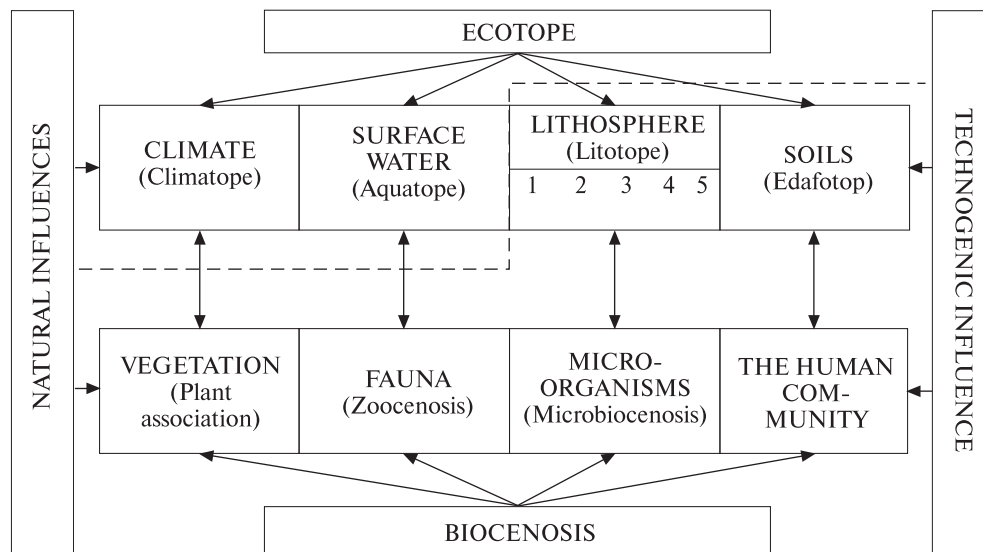 ECOTOPE
NATURAL INFLUENCES
TECHNOGENIC INFLUENCE
CLIMATE
(Climatope)
SURFACE
WATER
(Aquatope)
LITHOSPHERE
(Litotope)
1 2 3 4 5
SOILS
(Edafotop)
VEGETATION
(Plant
association)
FAUNA
(Zoocenosis)
MICRO-
ORGANISMS
(Microbiocenosis)
THE HUMAN
COM-
MUNITY
BIOCENOSIS